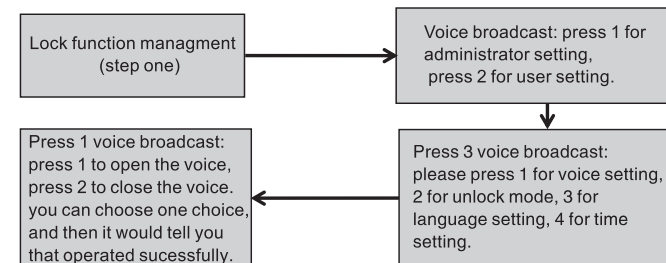 Lock function managment
(step one)
Voice broadcast: press 1 for
administrator setting,
press 2 for user setting.
Press 3 voice broadcast:
please press 1 for voice setting,
2 for unlock mode, 3 for
language setting, 4 for time
setting.
Press 1 voice broadcast:
press 1 to open the voice,
press 2 to close the voice.
you can choose one choice,
and then it would tell you
that operated sucessfully.